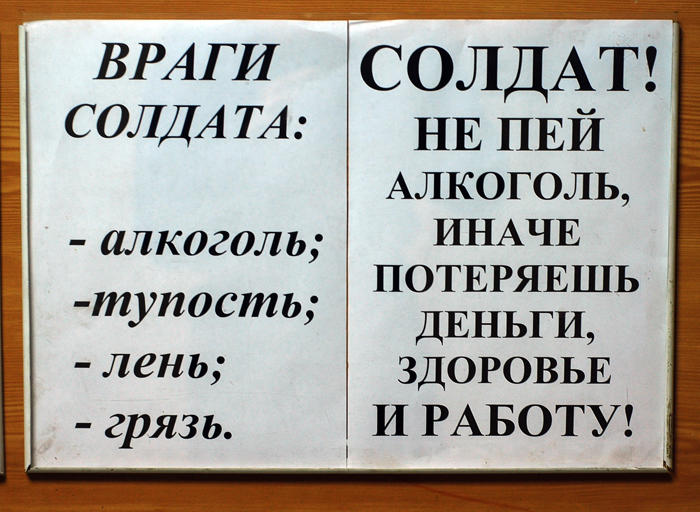 ВРАГИ
СОЛДАТА:
- алкоголь;
-тупость;
- лень;
- грязь.
СОЛДАТ!
НЕ ПЕЙ
АЛКОГОЛЬ,
ИНАЧЕ
ПОТЕРЯЕШЬ
ДЕНЬГИ,
ЗДОРОВЬЕ
И РАБОТУ!